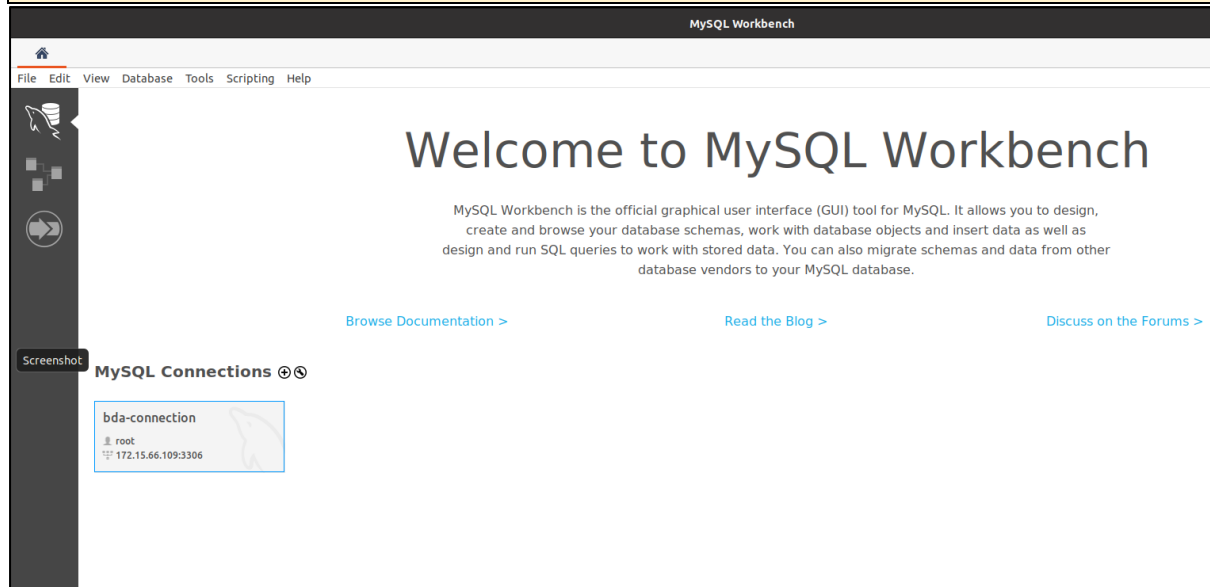 MySQL Workbench
File Edit View Database Tools Scripting Help
Welcome to MySQL Workbench
MySQL Workbench is the official graphical user interface (GUI) tool for MySQL. It allows you to design,
create and browse your database schemas, work with database objects and insert data as well as
design and run SQL queries to work with stored data. You can also migrate schemas and data from other
database vendors to your MySQL database.
Browse Documentation > Read the Blog > Discuss on the Forums >
Screenshot
MySQL Connections
bda-connection
root
172.15.66.109:3306